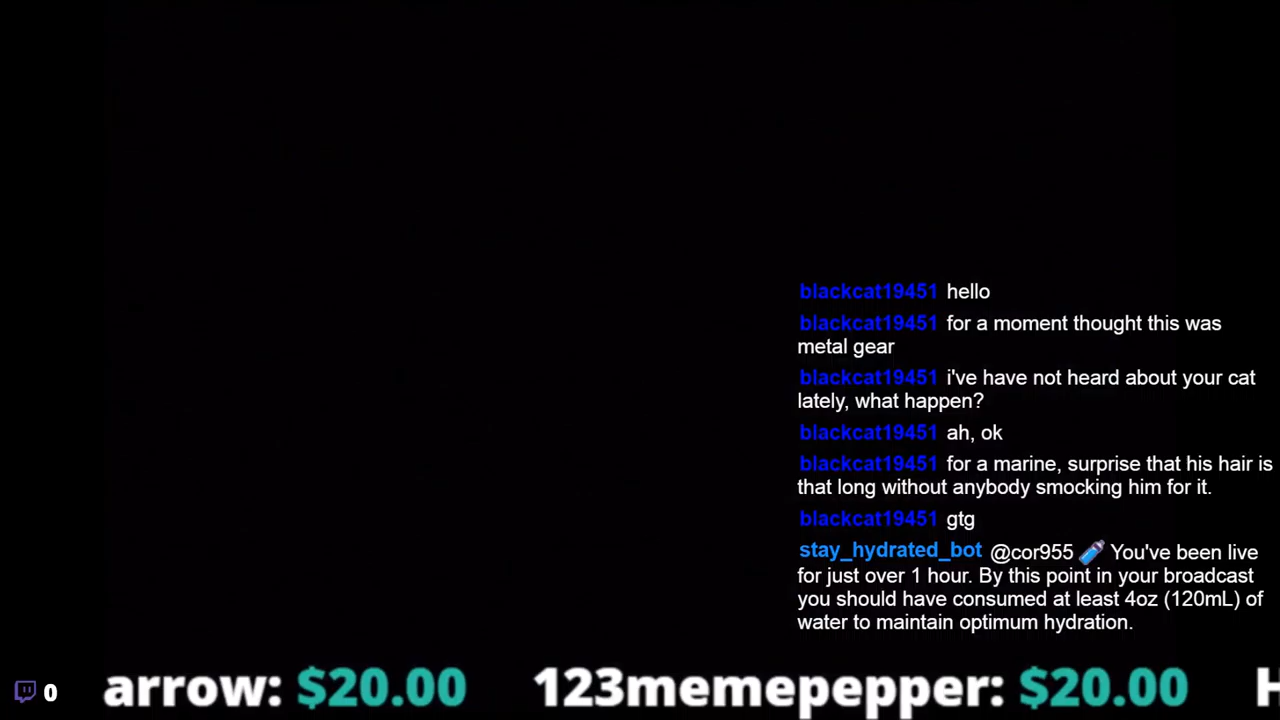 blackcat19451 hello
blackcat19451 for a moment thought this was
metal gear
blackcat19451 i've have not heard about your cat
lately, what happen?
blackcat19451 ah, ok
blackcat19451 for a marine, surprise that his hair is
that long without anybody smocking him for it.
blackcat19451 gtg
stay_hydrated_bot @cor955 You've been live
for just over 1 hour. By this point in your broadcast
you should have consumed at least 4oz (120mL) of
water to maintain optimum hydration.
0 arrow: $20.00 123memepepper: $20.00 H